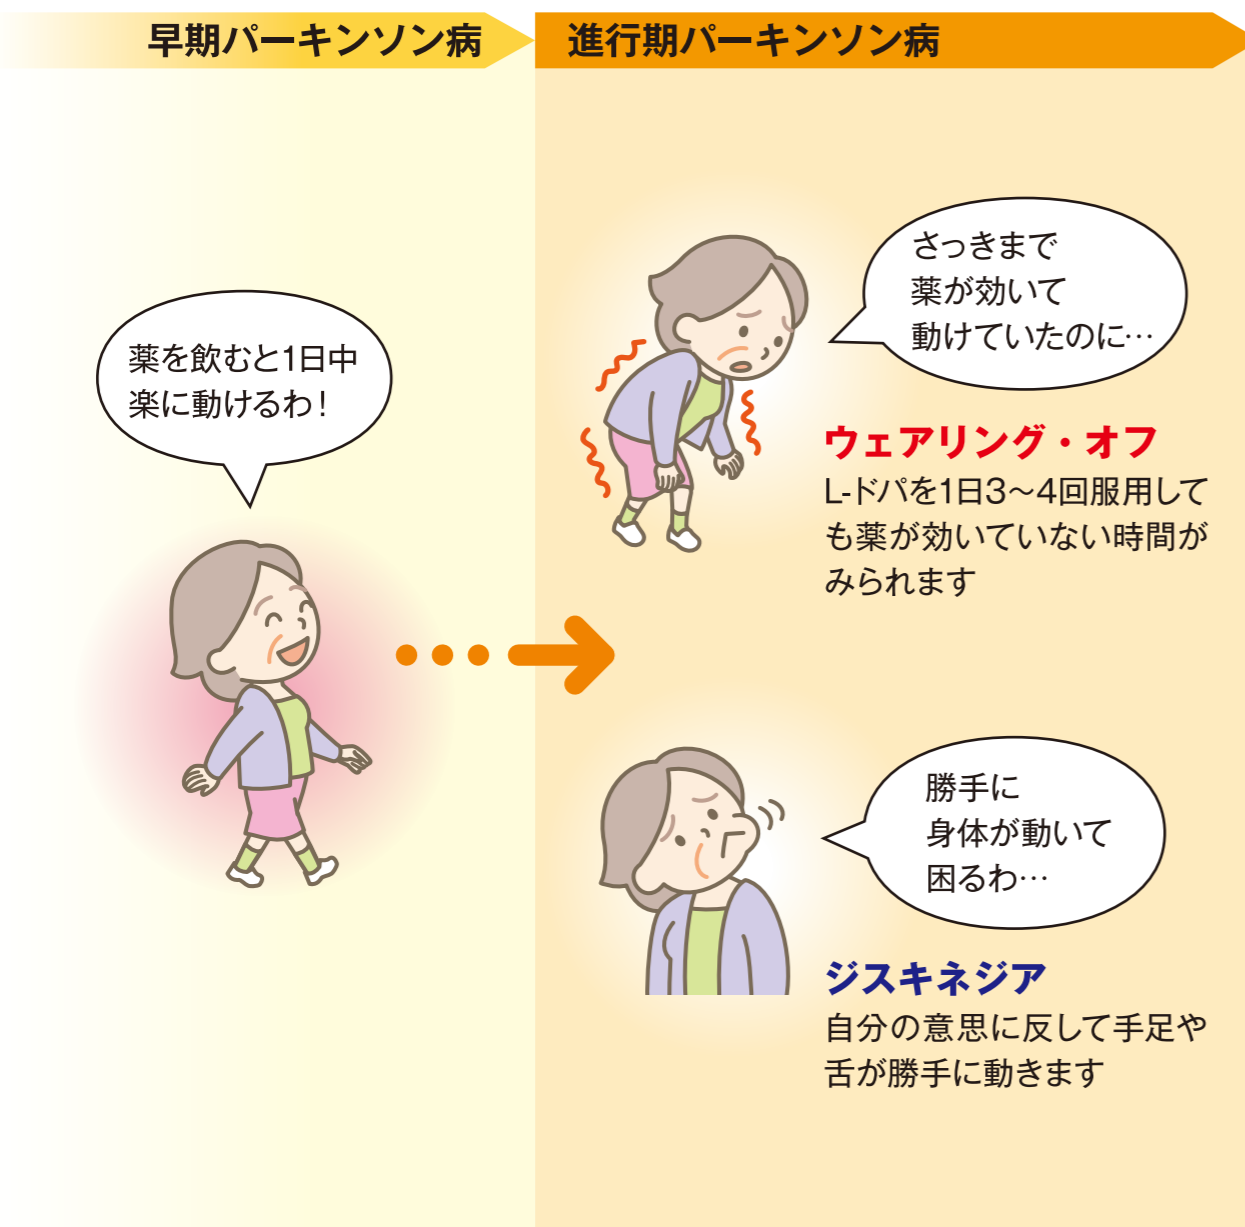 早期パーキンソン病
進行期パーキンソン病
薬を飲むと1日中
楽に動けるわ！
さっきまで
薬が効いて
動けていたのに…
ウェアリング・オフ
L-ドパを1日3〜4回服用して
も薬が効いていない時間が
みられます
勝手に
身体が動いて
困るわ…
ジスキネジア
自分の意思に反して手足や
舌が勝手に動きます